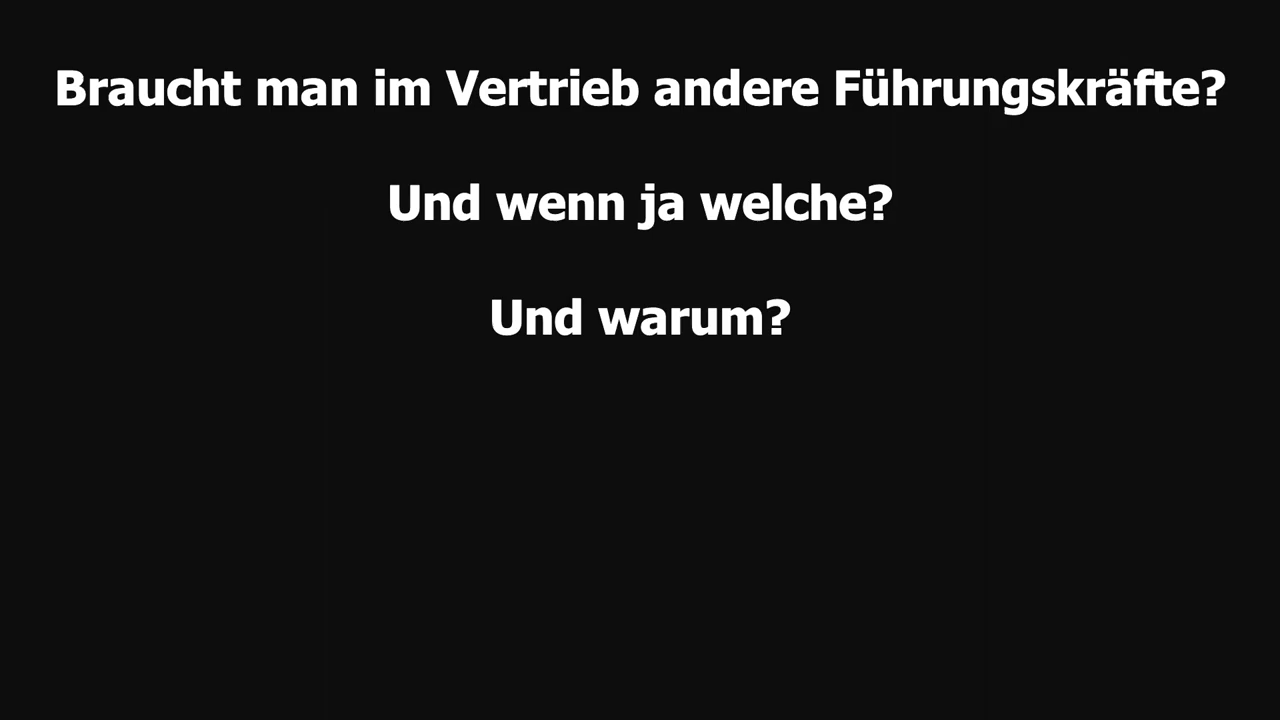 Braucht man im Vertrieb andere Führungskräfte?
Und wenn ja welche?
Und warum?